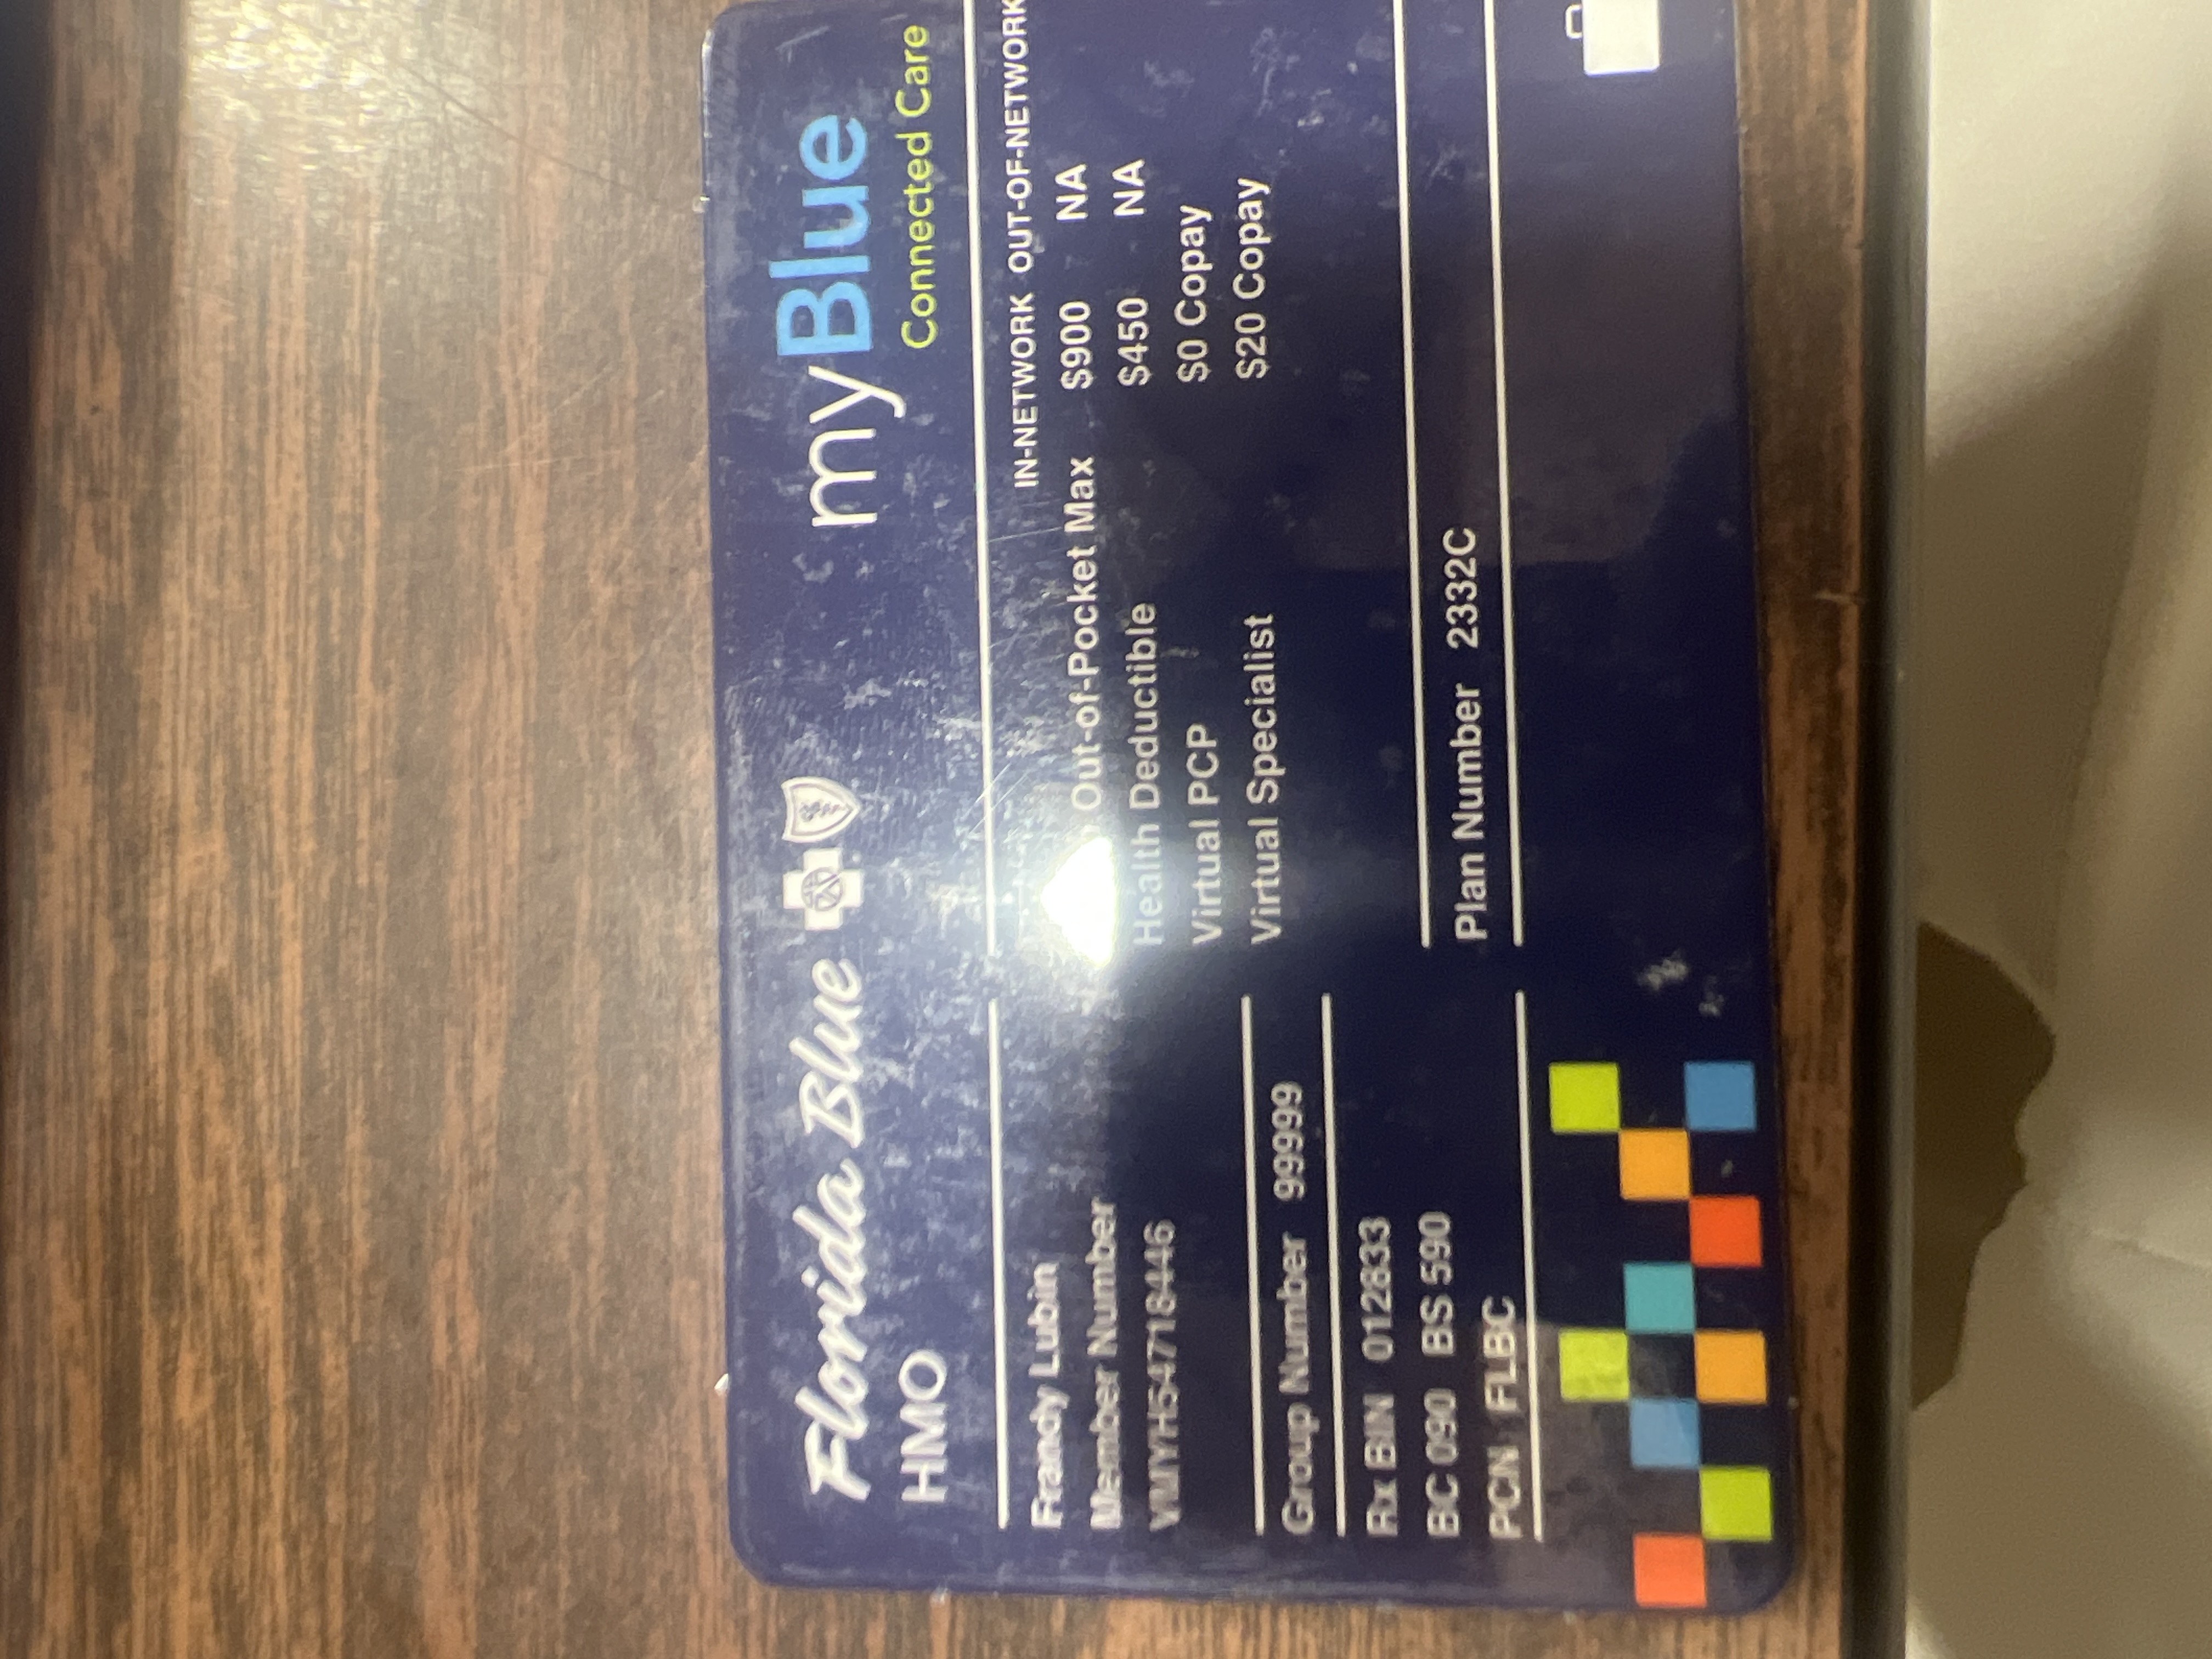 Florida Blue
HMO
myBlue
Connected Care
Frandy Lubin
Member Number
Group Number 99999
Rx BIN 012833
BC 090 BS 590
PCN FLBC
IN-NETWORK OUT-OF-NETWORK
Out-of-Pocket Max $900 NA
Health Deductible $450 NA
Virtual PCP $0 Copay
Virtual Specialist $20 Copay
Plan Number 2332C